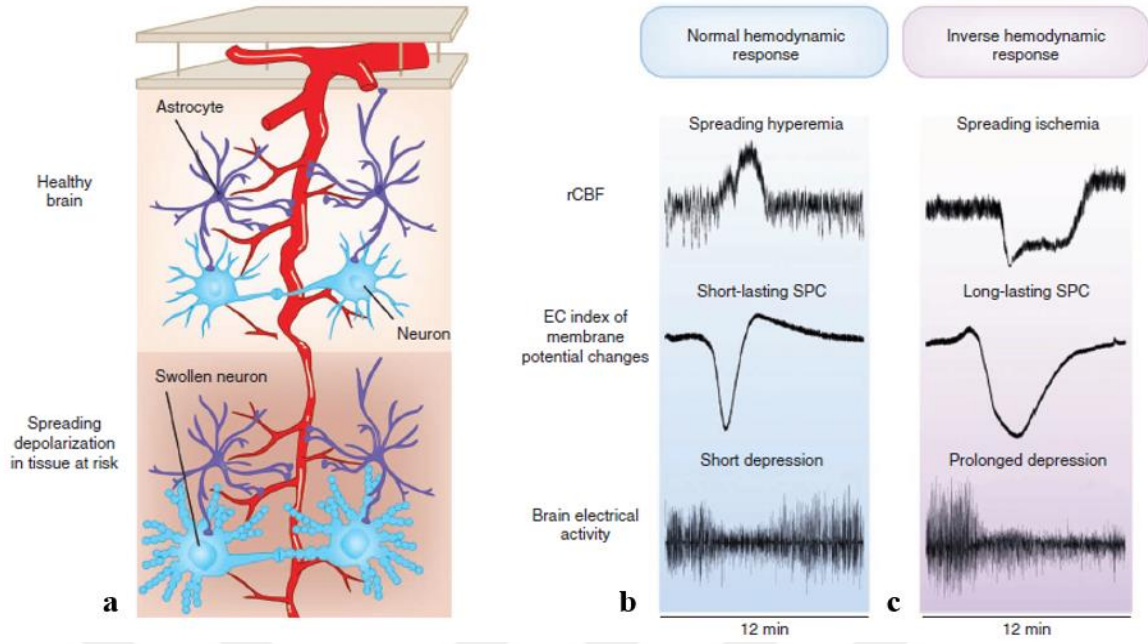 Astrocyte
Healthy
brain
Neuron
Swollen neuron
Spreading
depolarization
in tissue at risk
a
Normal hemodynamic
response
Inverse hemodynamic
response
Spreading hyperemia
Spreading ischemia
rCBF
Short-lasting SPC
Long-lasting SPC
EC index of
membrane
potential changes
Short depression
Prolonged depression
Brain electrical
activity
b
c
12 min
12 min